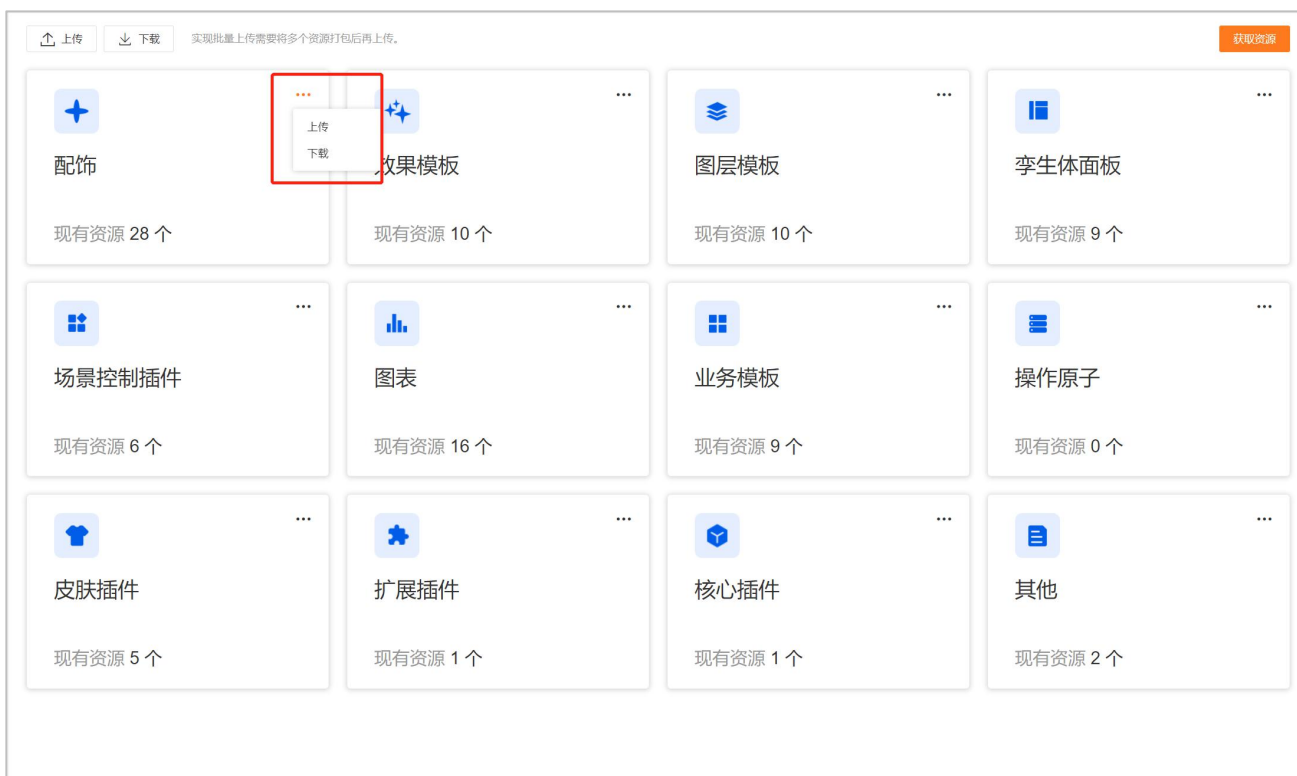 上传 下载 实现批量上传需要将多个资源打包后再上传。 获取资源
上传
下载
配饰 效果模板 图层模板 孪生体面板
现有资源 28 个 现有资源 10 个 现有资源 10 个 现有资源 9 个
场景控制插件 图表 业务模板 操作原子
现有资源 6 个 现有资源 16 个 现有资源 9 个 现有资源 0 个
皮肤插件 扩展插件 核心插件 其他
现有资源 5 个 现有资源 1 个 现有资源 1 个 现有资源 2 个